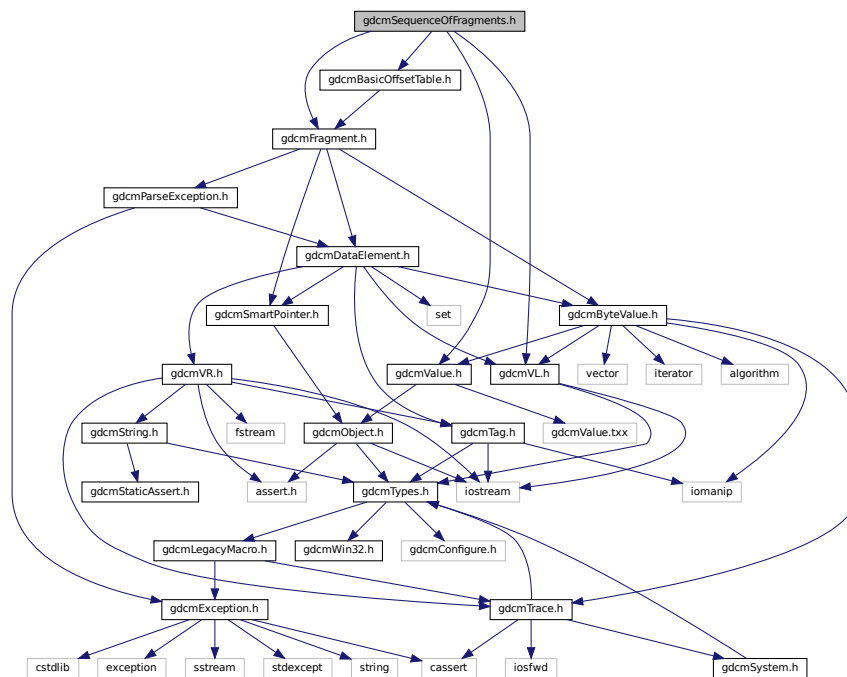 gdcmSequenceOfFragments.h
gdcmBasicOffsetTable.h
gdcmFragment.h
gdcmParseException.h
gdcmDataElement.h
gdcmSmartPointer.h
set
gdcmByteValue.h
gdcmVR.h
gdcmValue.h
gdcmVL.h
vector
iterator
algorithm
gdcmString.h
fstream
gdcmObject.h
gdcmTag.h
gdcmValue.txx
gdcmStaticAssert.h
assert.h
gdcmTypes.h
iostream
iomanip
gdcmLegacyMacro.h
gdcmWin32.h
gdcmConfigure.h
gdcmException.h
gdcmTrace.h
cstdlib
exception
sstream
stdexcept
string
cassert
iosfwd
gdcmSystem.h